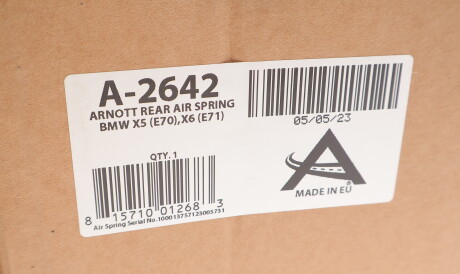 A-2642
ARNOTT REAR AIR SPRING
BMW X5 (E70),X6 (E71)
05/05/23
QTY. 1
8 15710 01268 3
Air Spring Serial No.100013757123005731
MADE IN EU
®